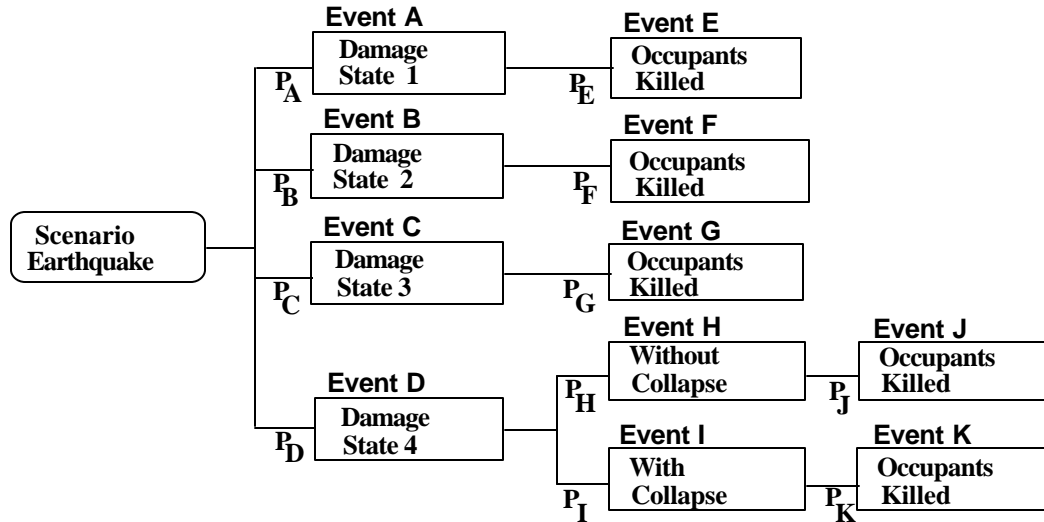 Event A
Damage
State 1
P_A
Event E
Occupants
Killed
P_E
Event B
Damage
State 2
P_B
Event F
Occupants
Killed
P_F
Scenario
Earthquake
Event C
Damage
State 3
P_C
Event G
Occupants
Killed
P_G
Event D
Damage
State 4
P_D
Event H
Without
Collapse
P_H
Event J
Occupants
Killed
P_J
Event I
With
Collapse
P_I
Event K
Occupants
Killed
P_K